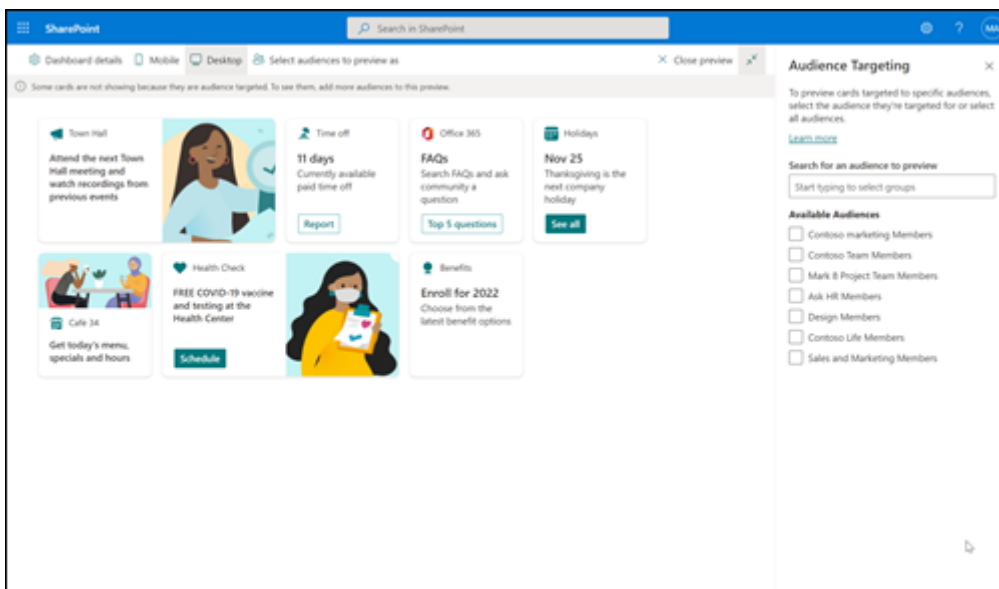 SharePoint
Search in SharePoint
?
MA
Dashboard details
Mobile
Desktop
Select audiences to preview as
Close preview
Some cards are not showing because they are audience targeted. To see them, add more audiences to this preview.
Town Hall
Attend the next Town
Hall meeting and
watch recordings from
previous events
Time off
11 days
Currently available
paid time off
Report
Office 365
FAQs
Search FAQs and ask
community a
question
Top 5 questions
Holidays
Nov 25
Thanksgiving is the
next company
holiday
See all
Cafe 34
Get today's menu,
specials and hours
Health Check
FREE COVID-19 vaccine
and testing at the
Health Center
Schedule
Benefits
Enroll for 2022
Choose from the
latest benefit options
Audience Targeting
To preview cards targeted to specific audiences,
select the audience they're targeted for or select
all audiences.
Learn more
Search for an audience to preview
Start typing to select groups
Available Audiences
Contoso marketing Members
Contoso Team Members
Mark 8 Project Team Members
Ask HR Members
Design Members
Contoso Life Members
Sales and Marketing Members